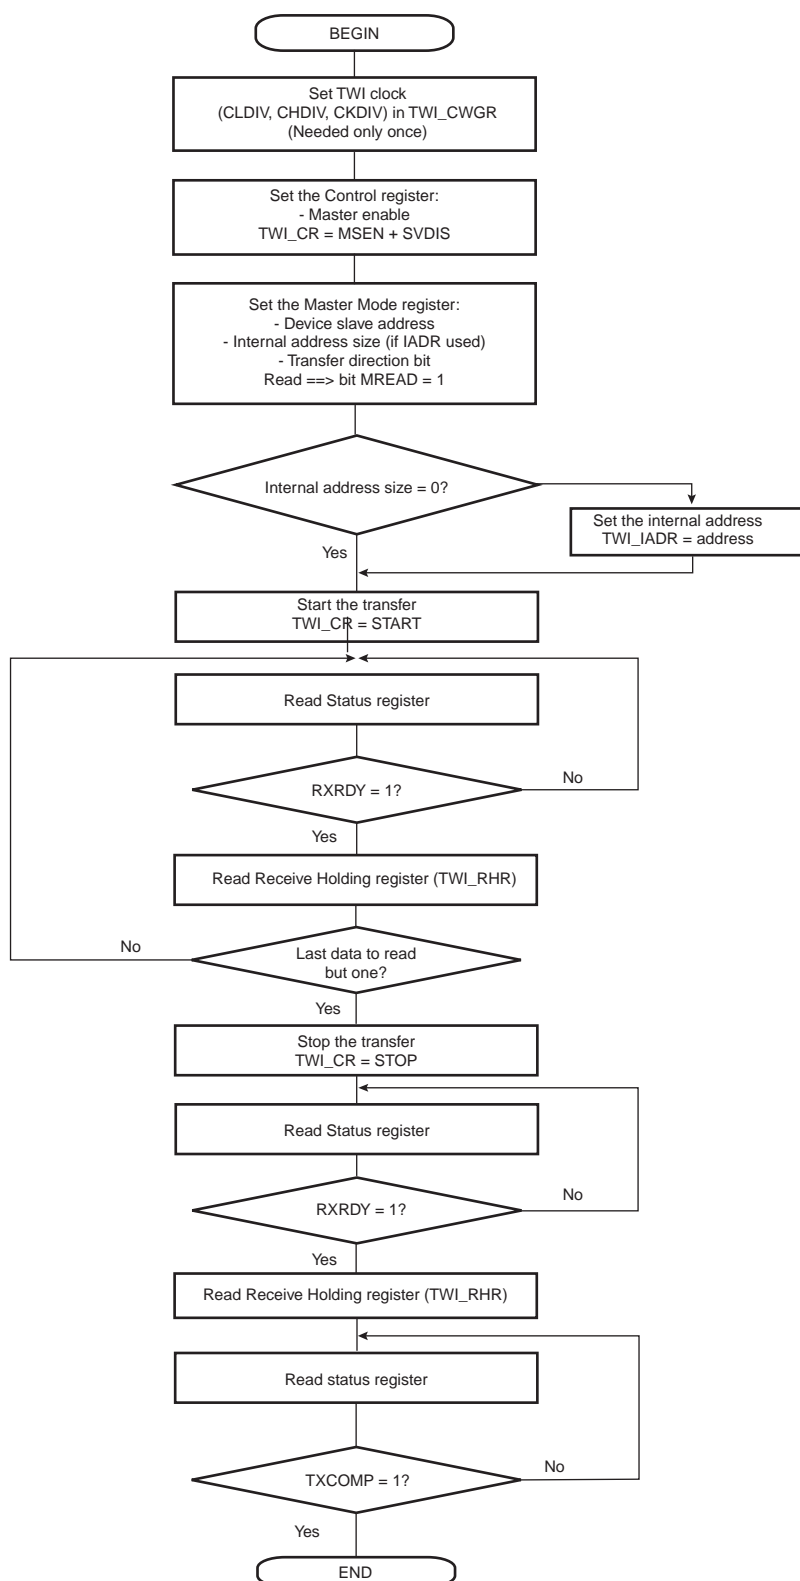 BEGIN
Set TWI clock
(CLDIV, CHDIV, CKDIV) in TWI_CWGR
(Needed only once)
Set the Control register:
- Master enable
TWI_CR = MSEN + SVDIS
Set the Master Mode register:
- Device slave address
- Internal address size (if IADR used)
- Transfer direction bit
Read ==> bit MREAD = 1
Internal address size = 0?
Set the internal address
TWI_IADR = address
Yes
Start the transfer
TWI_CR = START
Read Status register
RXRDY = 1?
No
Yes
Read Receive Holding register (TWI_RHR)
No
Last data to read
but one?
Yes
Stop the transfer
TWI_CR = STOP
Read Status register
RXRDY = 1?
No
Yes
Read Receive Holding register (TWI_RHR)
Read status register
TXCOMP = 1?
No
Yes
END